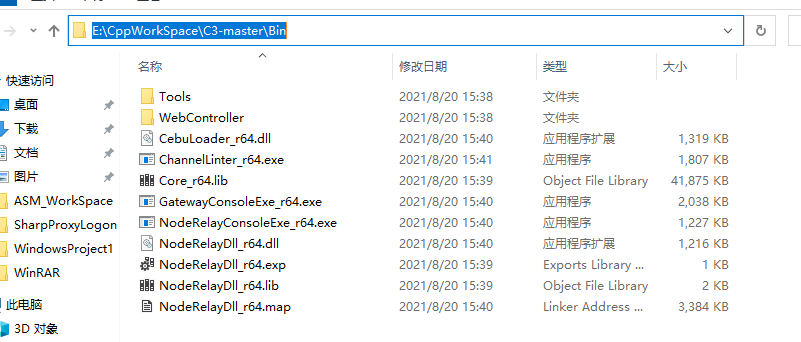 E:\CppWorkSpace\C3-master\Bin
快速访问
桌面
下载
文档
图片
ASM_WorkSpace
SharpProxyLogon
WindowsProject1
WinRAR
此电脑
3D 对象
名称 修改日期 类型 大小
Tools 2021/8/20 15:38 文件夹
WebController 2021/8/20 15:38 文件夹
CebuLoader_r64.dll 2021/8/20 15:40 应用程序扩展 1,319 KB
ChannelLinter_r64.exe 2021/8/20 15:41 应用程序 1,807 KB
Core_r64.lib 2021/8/20 15:39 Object File Library 41,875 KB
GatewayConsoleExe_r64.exe 2021/8/20 15:40 应用程序 2,038 KB
NodeRelayConsoleExe_r64.exe 2021/8/20 15:40 应用程序 1,227 KB
NodeRelayDll_r64.dll 2021/8/20 15:40 应用程序扩展 1,216 KB
NodeRelayDll_r64.exp 2021/8/20 15:39 Exports Library ... 1 KB
NodeRelayDll_r64.lib 2021/8/20 15:39 Object File Library 2 KB
NodeRelayDll_r64.map 2021/8/20 15:40 Linker Address ... 3,384 KB